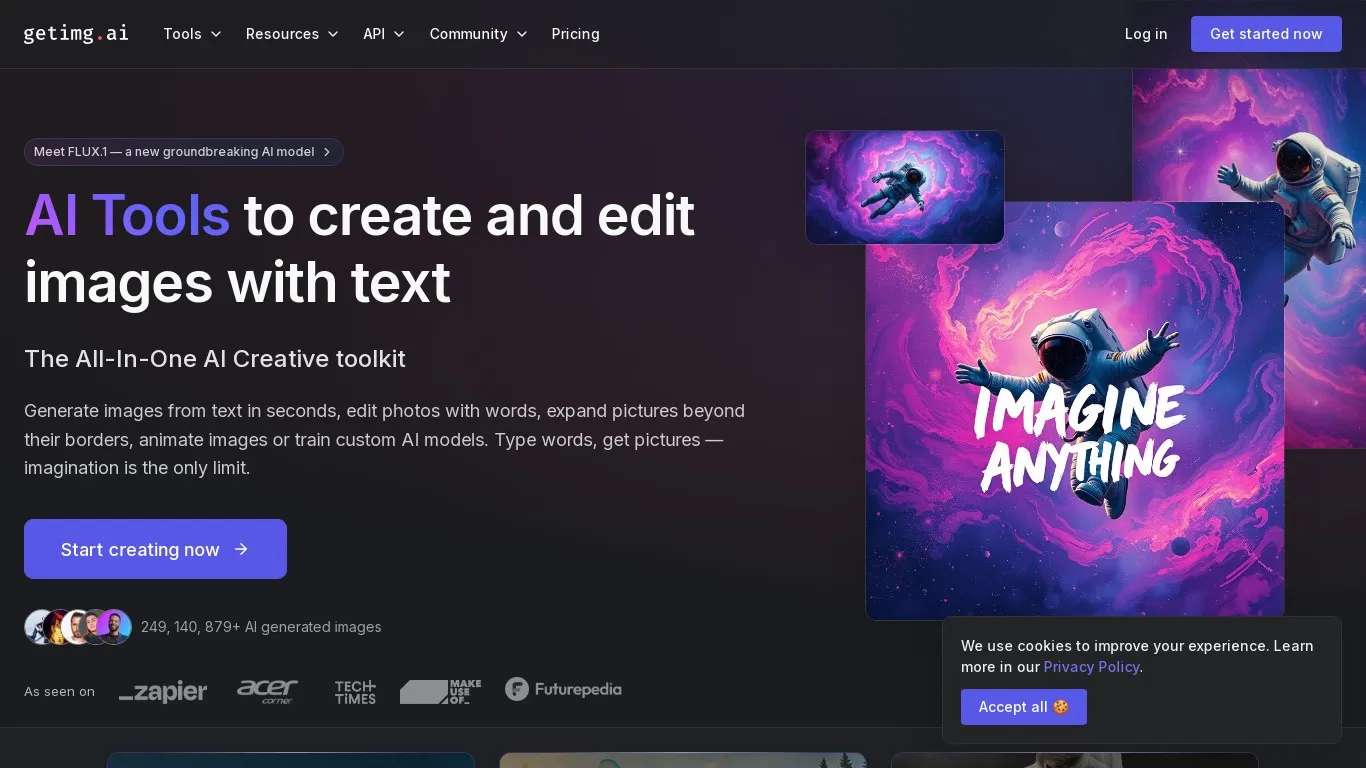 getimg.ai
Tools
Resources
API
Community
Pricing
Log in
Get started now
Meet FLUX.1 — a new groundbreaking AI model
AI Tools to create and edit
images with text
The All-In-One AI Creative toolkit
Generate images from text in seconds, edit photos with words, expand pictures beyond
their borders, animate images or train custom AI models. Type words, get pictures —
imagination is the only limit.
Start creating now
249, 140, 879+ AI generated images
As seen on
_zapier
acer
corner
TECH
TIMES
MAKE
USE
OF_
Futurepedia
IMAGINE
ANYTHING
We use cookies to improve your experience. Learn
more in our Privacy Policy.
Accept all 🍪